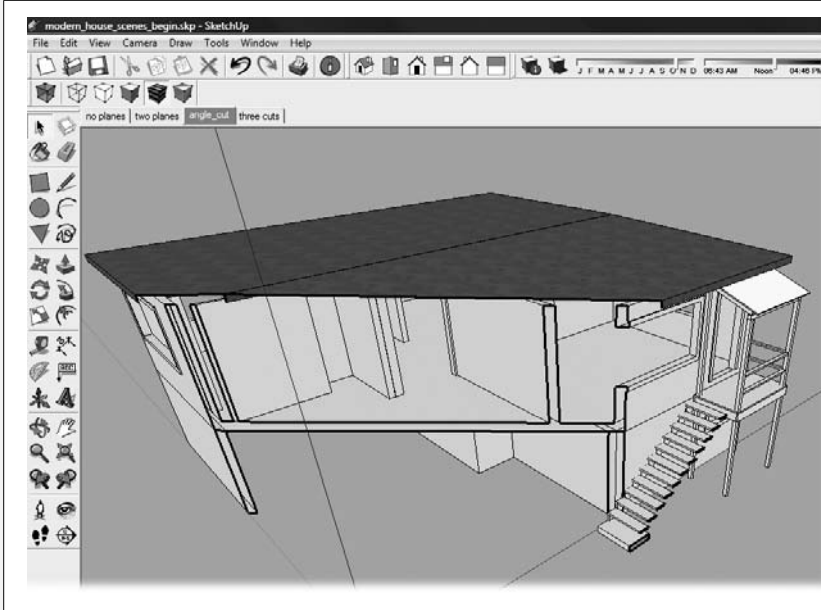 modern_house_scenes_begin.skp - SketchUp
File Edit View Camera Draw Tools Window Help
J F M A M J J A S O N D 06:43 AM Noon 04:46 PM
no planes two planes angle_cut three cuts